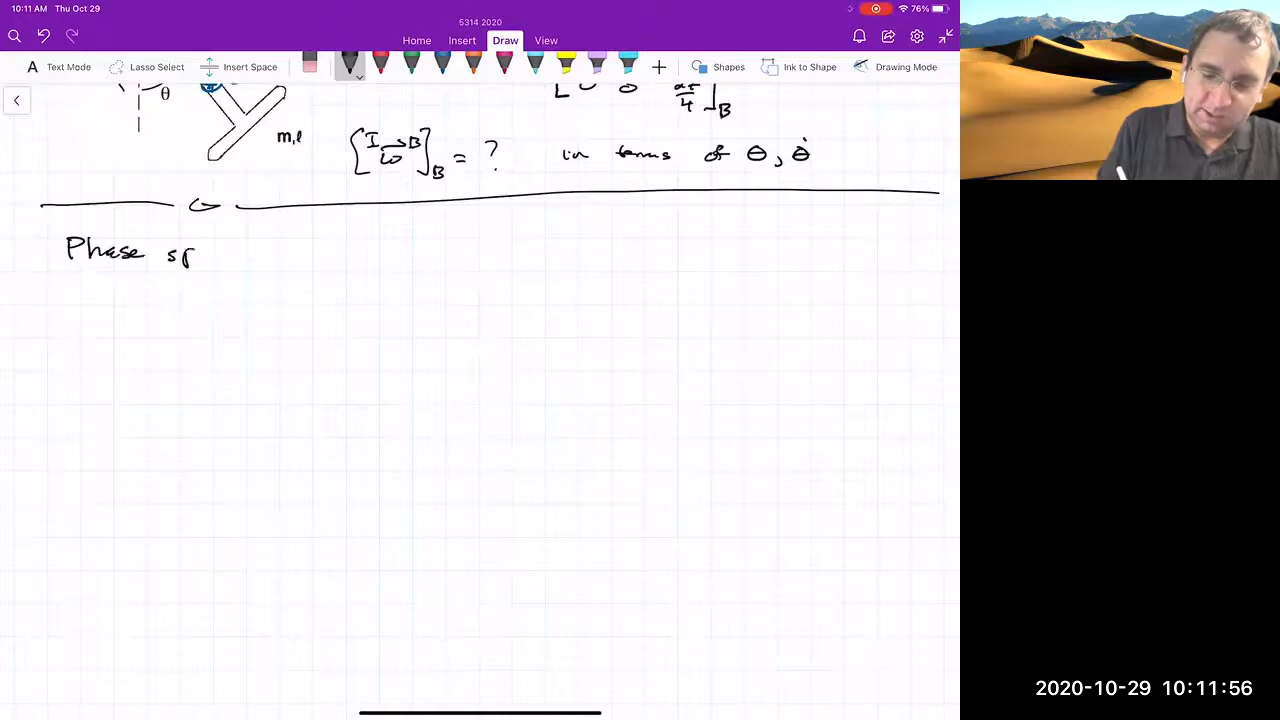 10:11 AM Thu Oct 29
76%
5314 2020
Home Insert Draw View
A Text Mode Lasso Select Insert Space Shapes Ink to Shape Drawing Mode
θ
m,l
[I ω B]B = ? in terms of θ, θ̇
Phase sp
2020-10-29 10:11:56